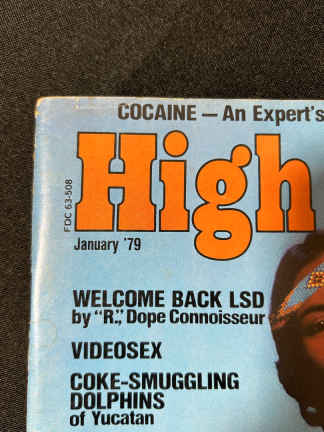 COCAINE — An Expert's
High
FDC 63-508
January '79
WELCOME BACK LSD
by "R.", Dope Connoisseur
VIDEOSEX
COKE-SMUGGLING
DOLPHINS
of Yucatan